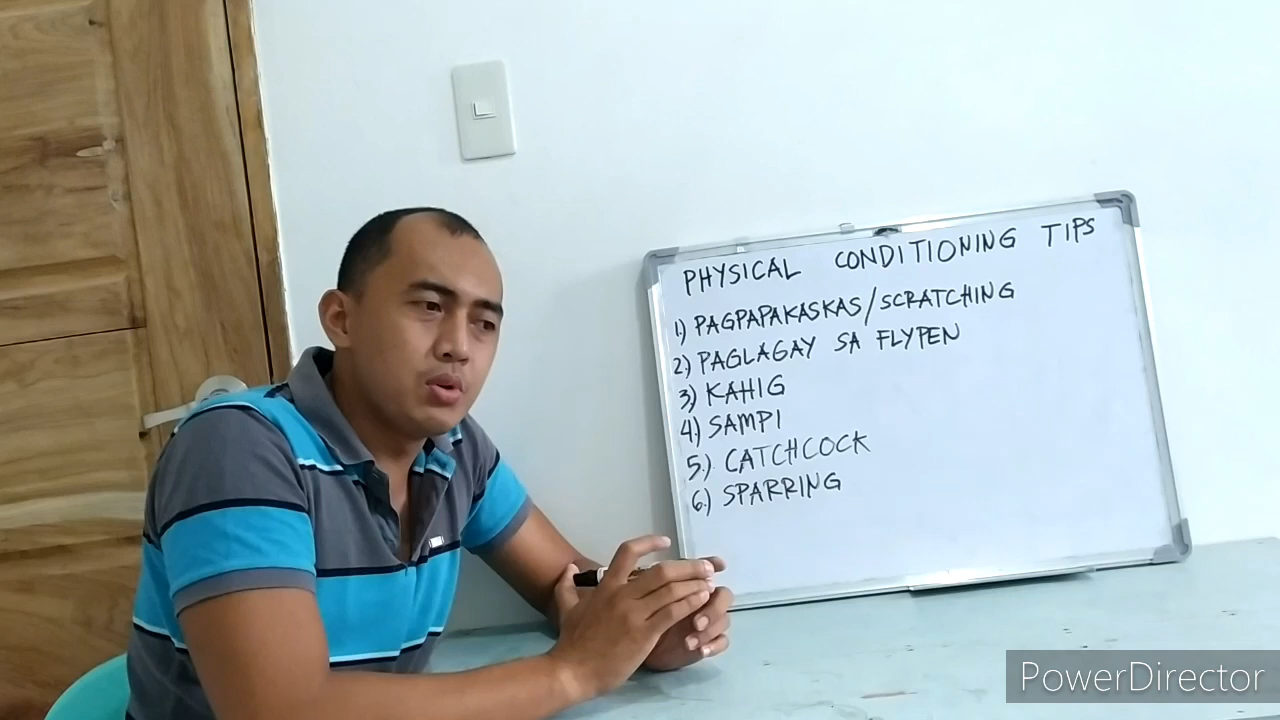 PHYSICAL CONDITIONING TIPS
1.) PAGPAPAKASKAS/SCRATCHING
2.) PAGLAGAY SA FLYPEN
3) KAHIG
4.) SAMPI
5.) CATCHCOCK
6.) SPARRING
PowerDirector